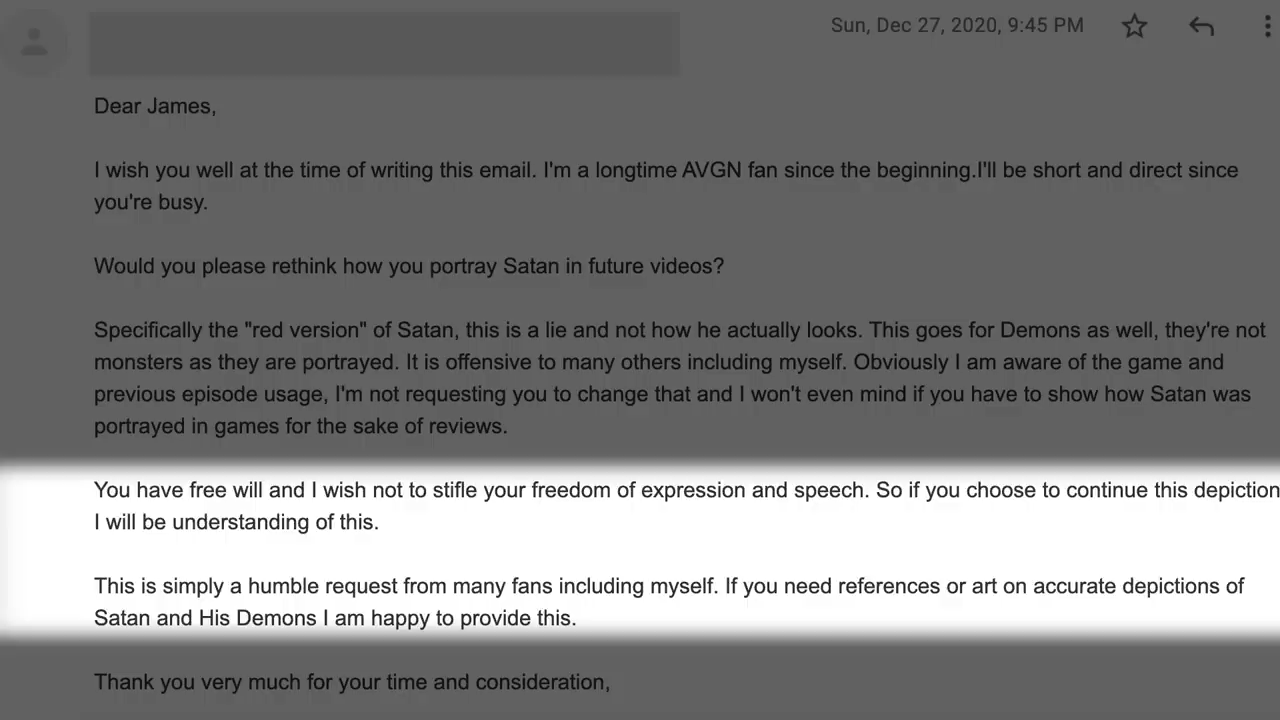 Sun, Dec 27, 2020, 9:45 PM
Dear James,
I wish you well at the time of writing this email. I'm a longtime AVGN fan since the beginning.I'll be short and direct since
you're busy.
Would you please rethink how you portray Satan in future videos?
Specifically the "red version" of Satan, this is a lie and not how he actually looks. This goes for Demons as well, they're not
monsters as they are portrayed. It is offensive to many others including myself. Obviously I am aware of the game and
previous episode usage, I'm not requesting you to change that and I won't even mind if you have to show how Satan was
portrayed in games for the sake of reviews.
You have free will and I wish not to stifle your freedom of expression and speech. So if you choose to continue this depiction
I will be understanding of this.
This is simply a humble request from many fans including myself. If you need references or art on accurate depictions of
Satan and His Demons I am happy to provide this.
Thank you very much for your time and consideration,